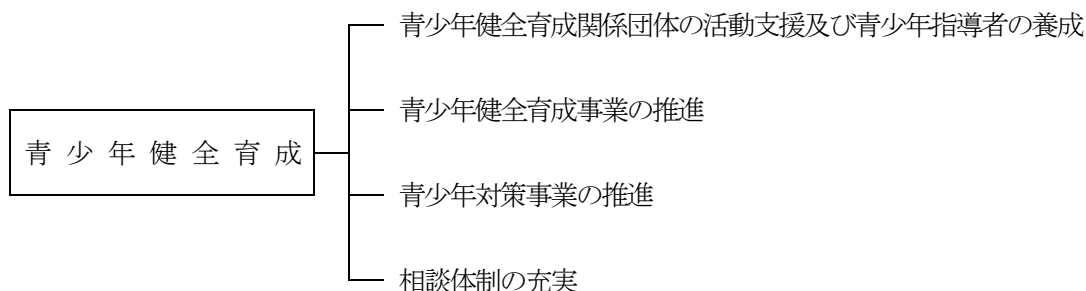 青少年健全育成関係団体の活動支援及び青少年指導者の養成
青少年健全育成事業の推進
青少年健全育成
青少年対策事業の推進
相談体制の充実